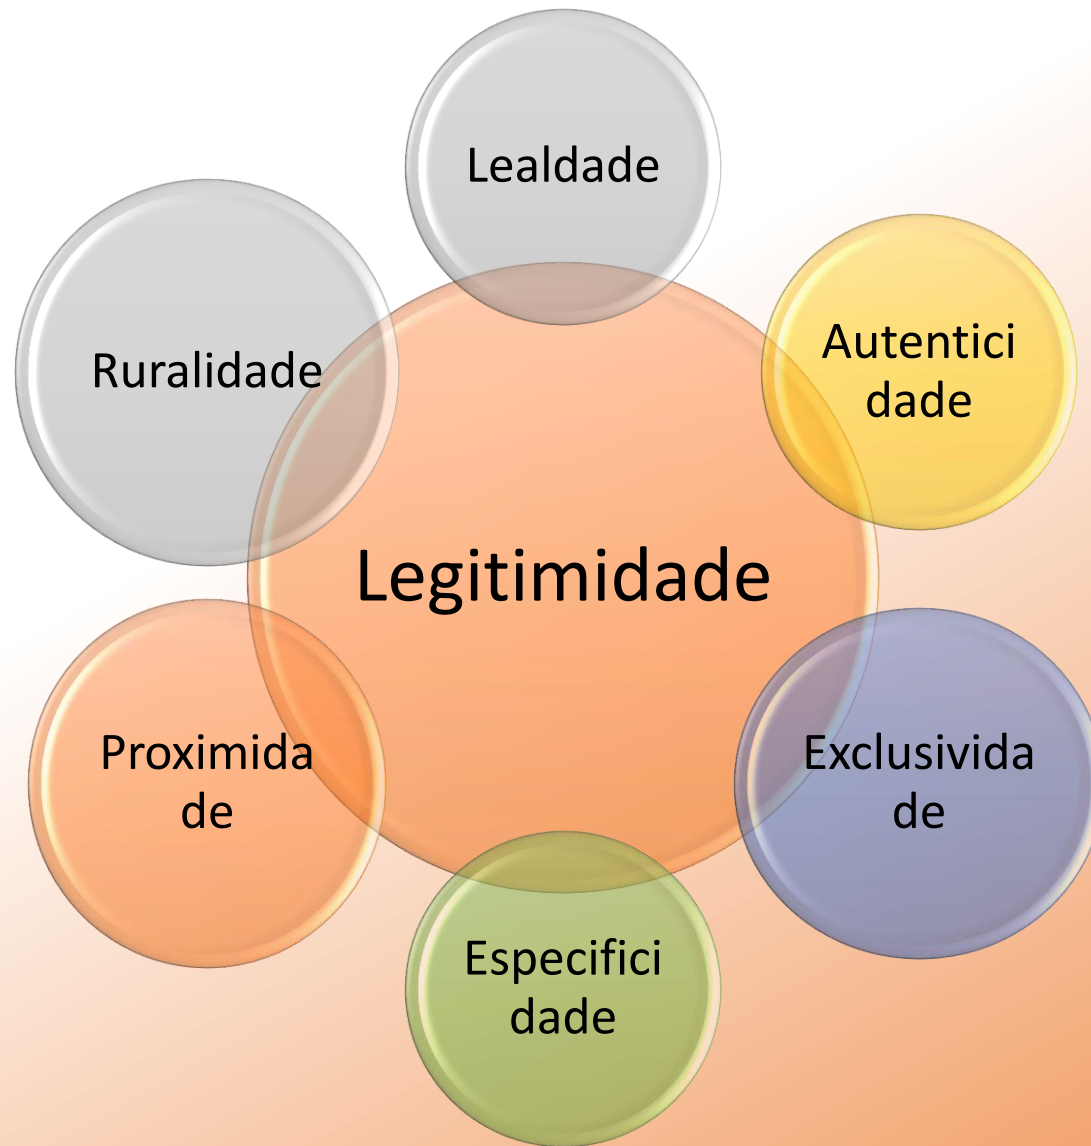 Lealdade
Autentici
dade
Ruralidade
Legitimidade
Proximida
de
Exclusivida
de
Especifici
dade